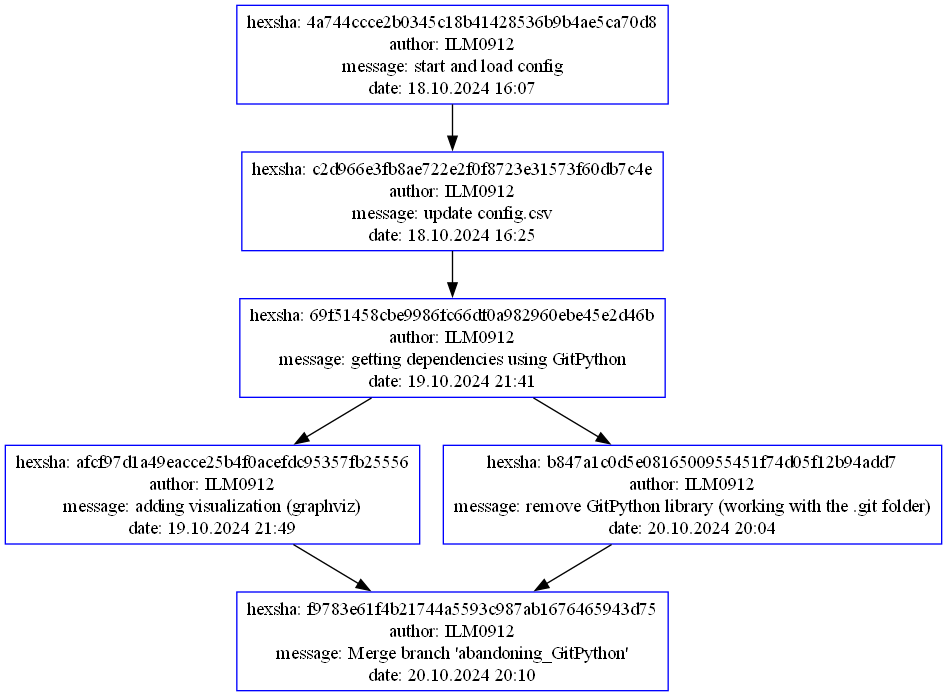 hexsha: 4a744ccce2b0345c18b41428536b9b4ae5ca70d8
author: ILM0912
message: start and load config
date: 18.10.2024 16:07
hexsha: c2d966e3fb8ae722e2f0f8723e31573f60db7c4e
author: ILM0912
message: update config.csv
date: 18.10.2024 16:25
hexsha: 69f51458cbe9986fc66df0a982960ebe45e2d46b
author: ILM0912
message: getting dependencies using GitPython
date: 19.10.2024 21:41
hexsha: afcf97d1a49eacce25b4f0acefdc95357fb25556
author: ILM0912
message: adding visualization (graphviz)
date: 19.10.2024 21:49
hexsha: b847a1c0d5e0816500955451f74d05f12b94add7
author: ILM0912
message: remove GitPython library (working with the .git folder)
date: 20.10.2024 20:04
hexsha: f9783e61f4b21744a5593c987ab1676465943d75
author: ILM0912
message: Merge branch 'abandoning_GitPython'
date: 20.10.2024 20:10